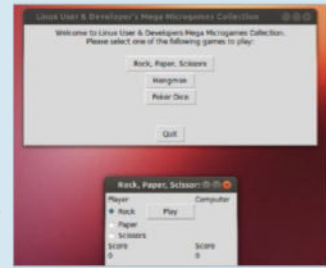 Linux User & Developer's Mega Microgames Collection
Welcome to Linux User & Developers Mega Microgames Collection.
Please select one of the following games to play:
Rock, Paper, Scissors
Hangman
Poker Dice
Quit
Rock, Paper, Scissor
Player Computer
Rock Play
Paper
Scissors
Score Score
0 0